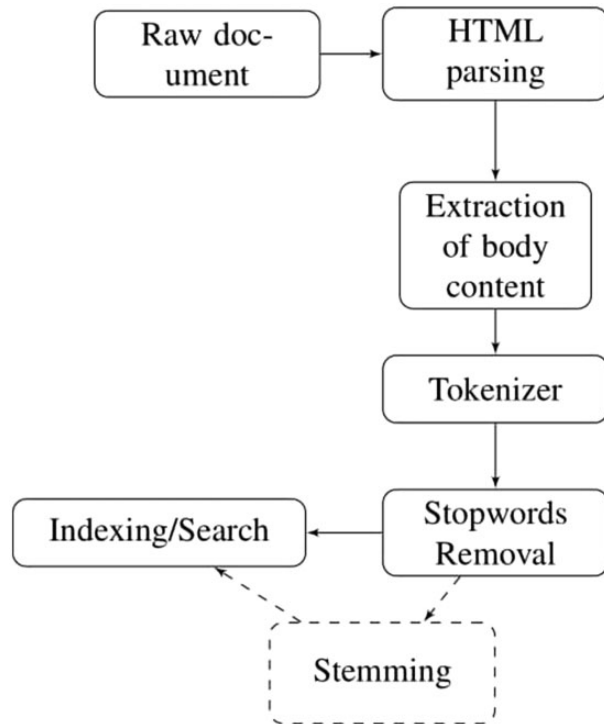 Raw doc-
ument
HTML
parsing
Extraction
of body
content
Tokenizer
Stopwords
Removal
Indexing/Search
Stemming